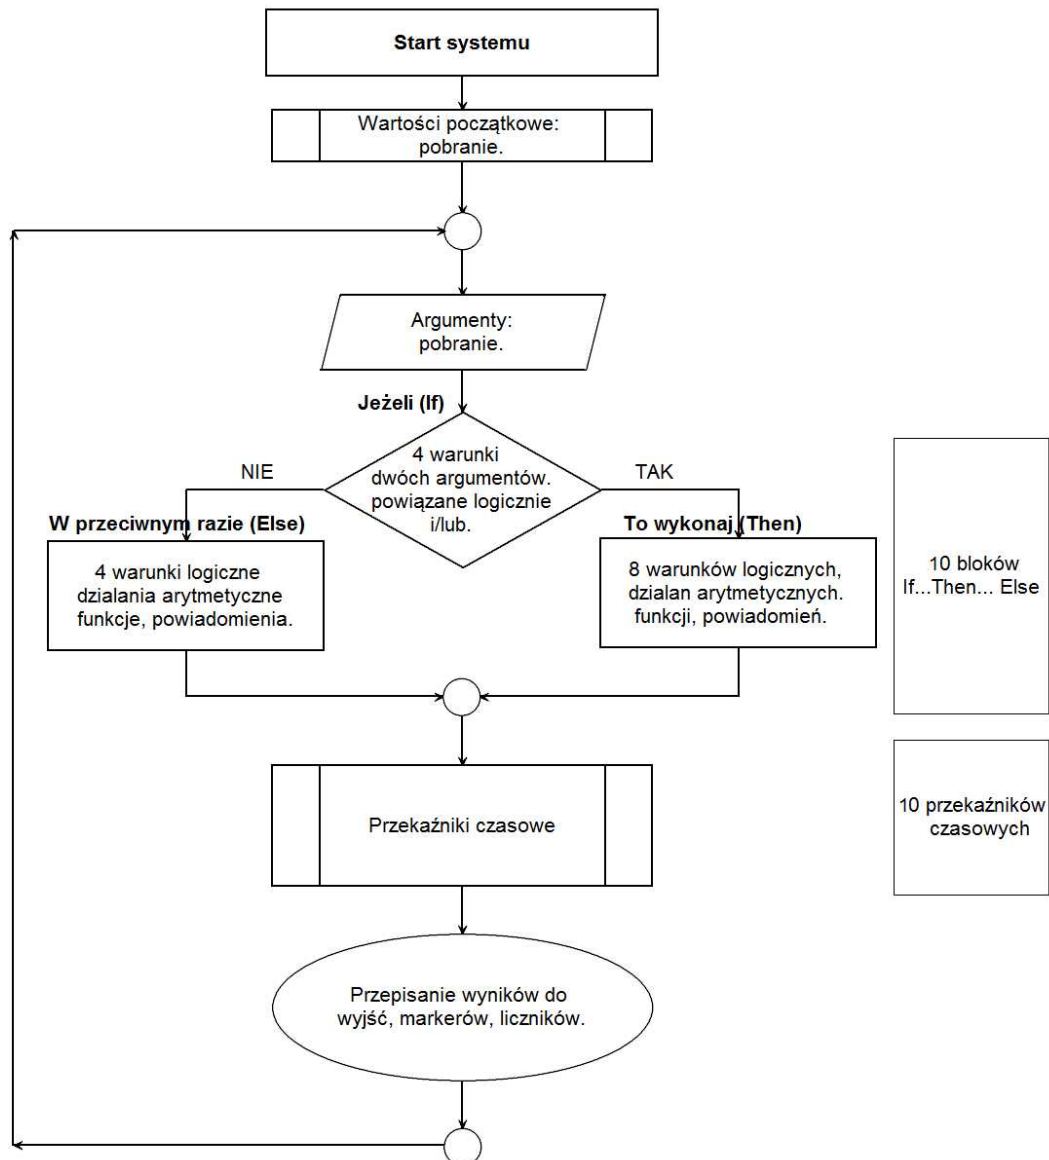 Start systemu
Wartości początkowe:
pobranie.
Argumenty:
pobranie.
Jeżeli (If)
4 warunki
dwóch argumentów.
powiązane logicznie
i/lub.
NIE
TAK
W przeciwnym razie (Else)
To wykonaj (Then)
4 warunki logiczne
dzialania arytmetyczne
funkcje, powiadomienia.
8 warunków logicznych,
dzialan arytmetycznych.
funkcji, powiadomień.
10 bloków
If...Then... Else
Przekaźniki czasowe
10 przekaźników
czasowych
Przepisanie wyników do
wyjść, markerów, liczników.